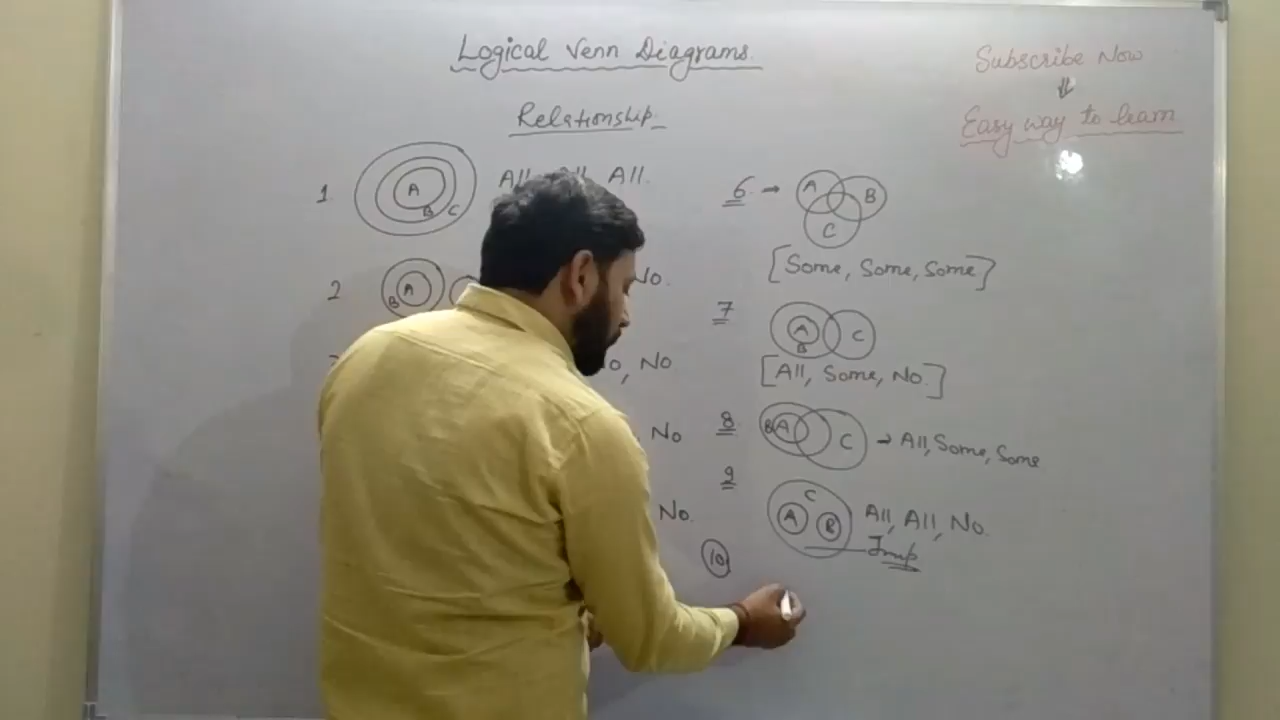 Logical Venn Diagrams
Relationship
Subscribe Now
⇓
Easy way to learn
1. A B C All All.
2 B A No.
No, No
No
No.
6 → A B C
[Some, Some, Some]
7 A B C
[All, Some, No.]
8 B A C → All, Some, Some
9 C A B All, All, No.
Imp
10